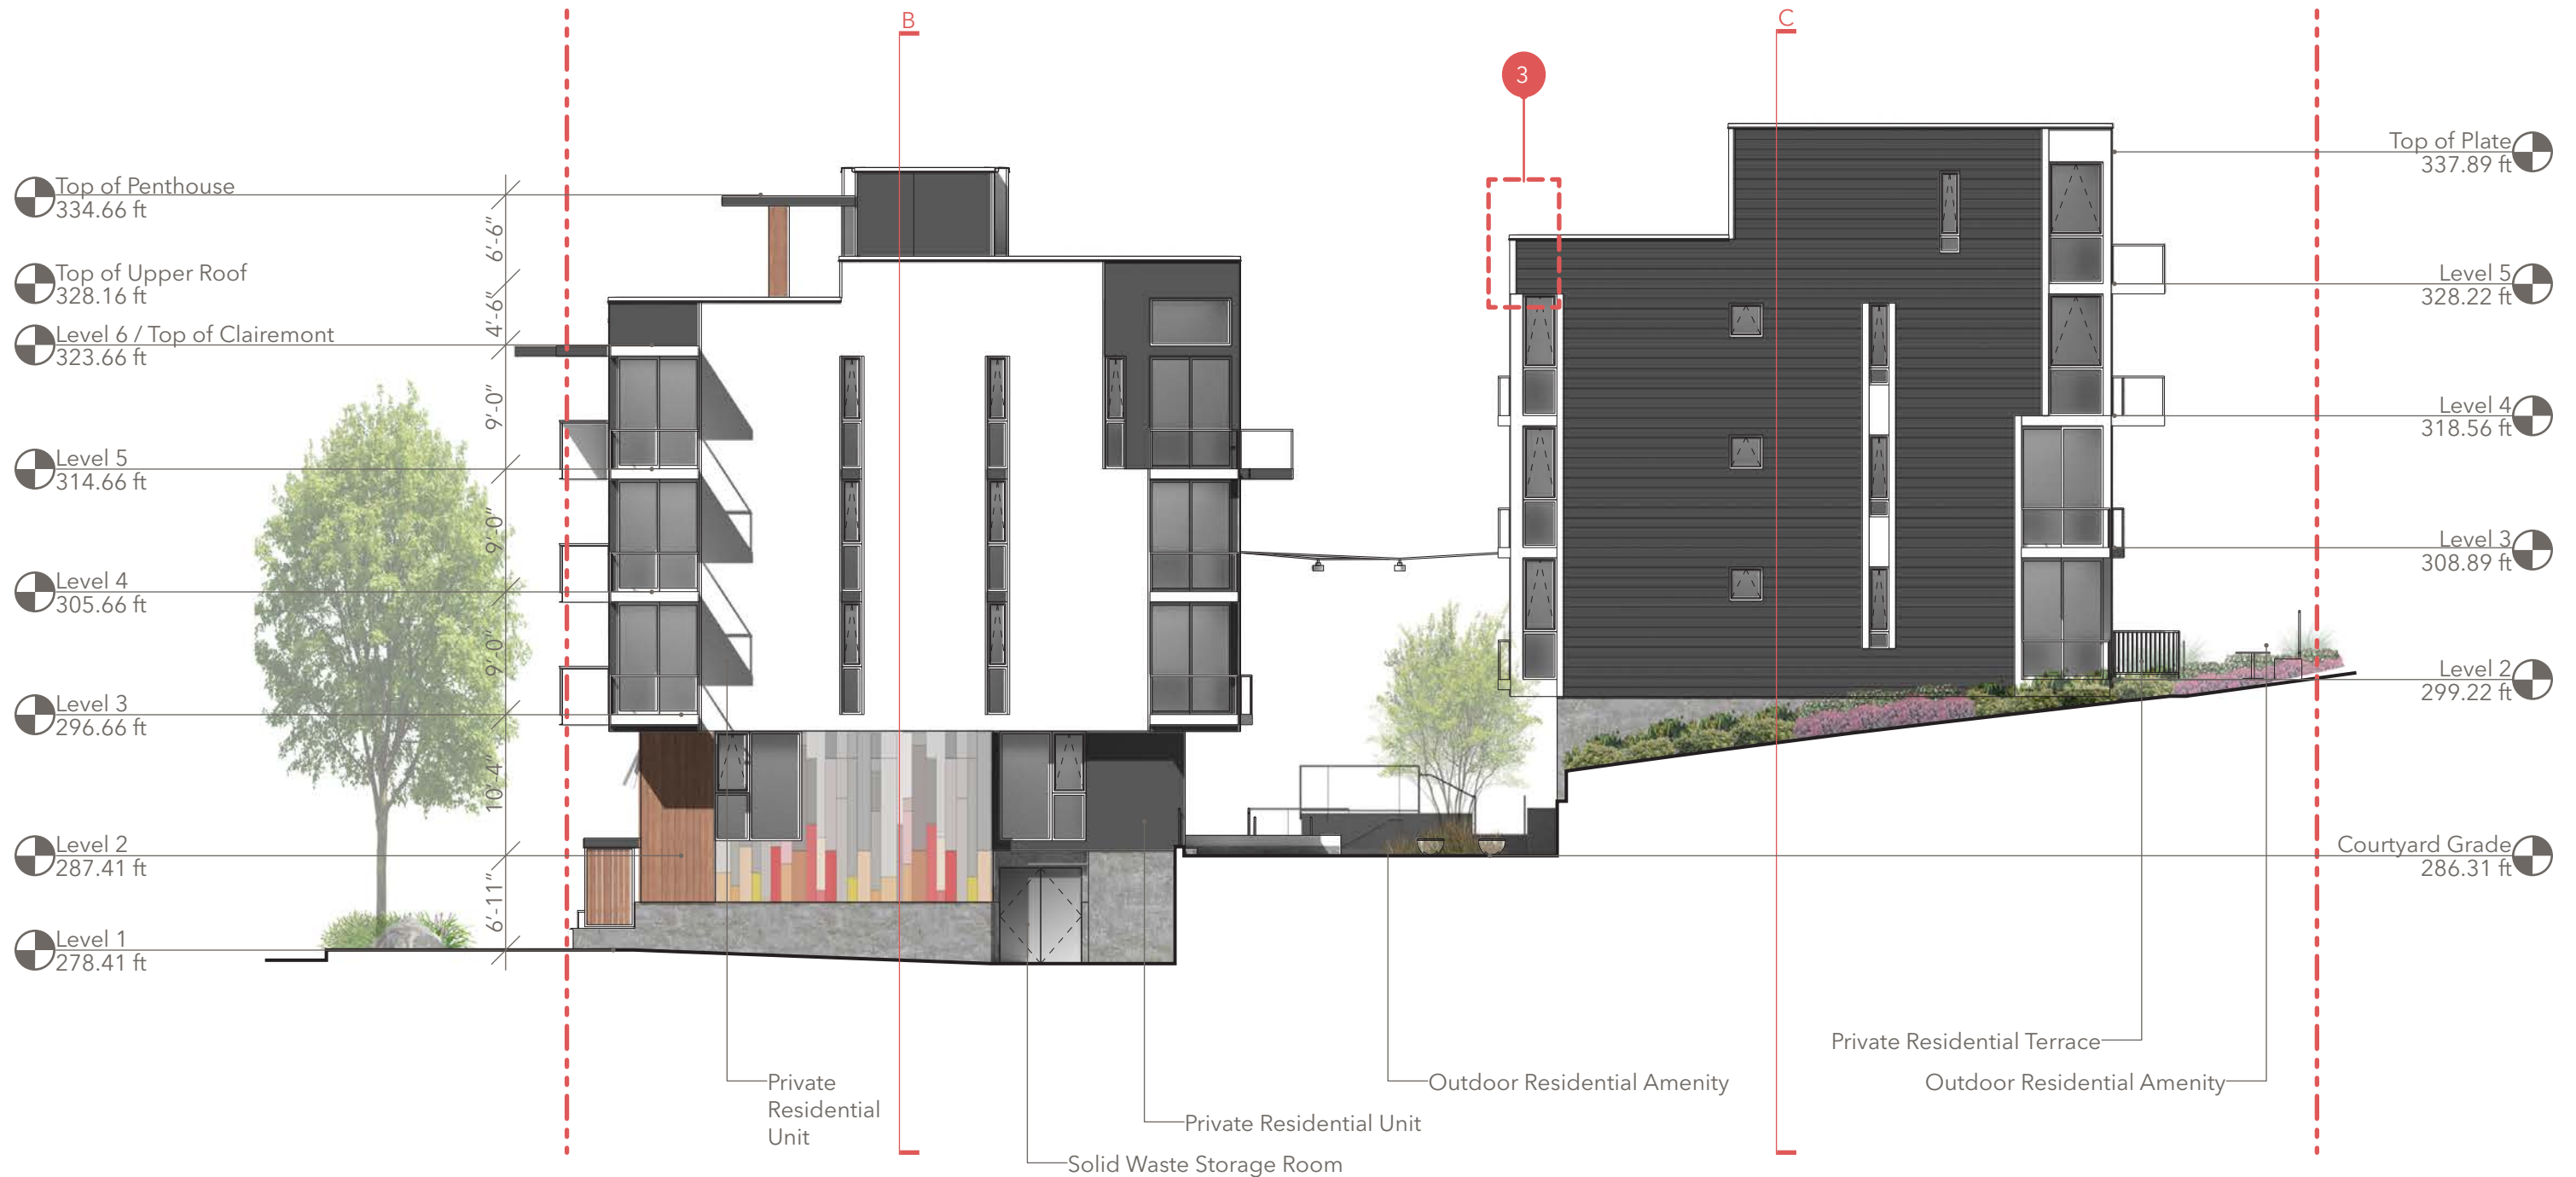 B
C
3
Top of Penthouse
334.66 ft
Top of Upper Roof
328.16 ft
Level 6 / Top of Clairemont
323.66 ft
Level 5
314.66 ft
Level 4
305.66 ft
Level 3
296.66 ft
Level 2
287.41 ft
Level 1
278.41 ft
6'-6"
4'-6"
9'-0"
9'-0"
9'-0"
10'-4"
6'-11"
Top of Plate
337.89 ft
Level 5
328.22 ft
Level 4
318.56 ft
Level 3
308.89 ft
Level 2
299.22 ft
Courtyard Grade
286.31 ft
Private
Residential
Unit
Solid Waste Storage Room
Private Residential Unit
Outdoor Residential Amenity
Private Residential Terrace
Outdoor Residential Amenity